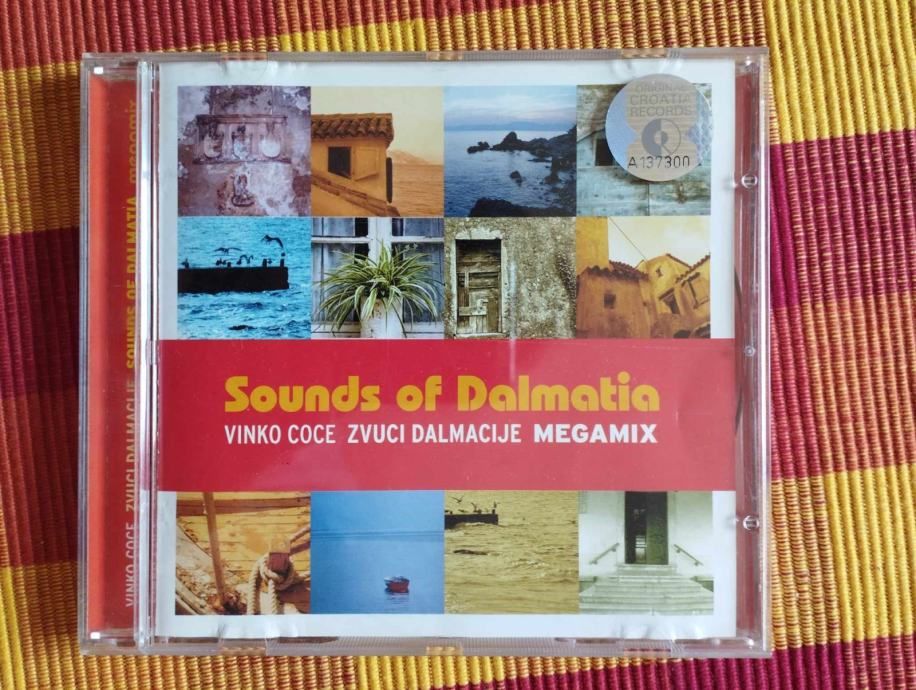 ORIGINAL
CROATIA
RECORDS
A137300
Sounds of Dalmatia
VINKO COCE ZVUCI DALMACIJE MEGAMIX
VINKO COCE ZVUCI DALMACIJE SOUNDS OF DALMATIA